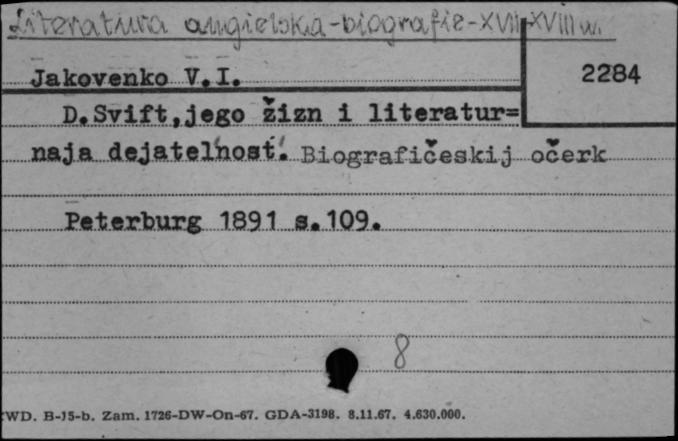 Literatura angielska-biografie-XVII-XVIII w.
Jakovenko V.I. 2284
D.Svift,jego žizn i literatur=
naja dejatelńost́. Biografičeskij očerk
Peterburg 1891 s.109.
8
WD. B-15-b. Zam. 1726-DW-On-67. GDA-3198. 8.11.67. 4.630.000.